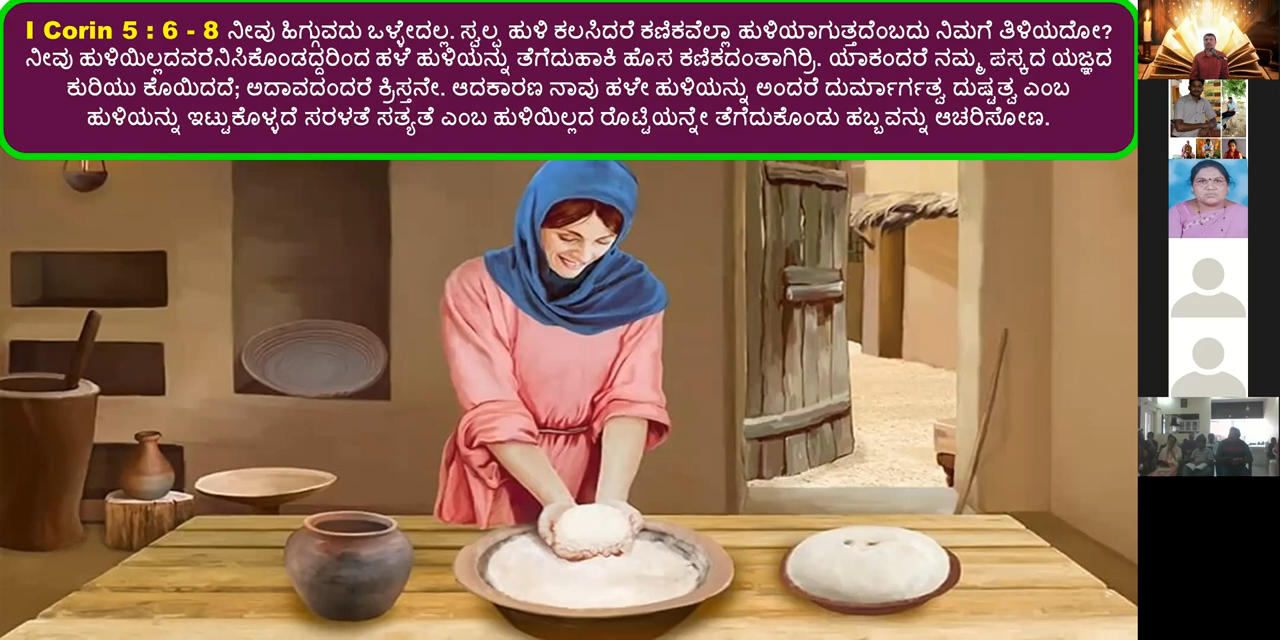 I Corin 5 : 6 - 8 ನೀವು ಹಿಗ್ಗುವದು ಒಳ್ಳೇದಲ್ಲ. ಸ್ವಲ್ಪ ಹುಳಿ ಕಲಸಿದರೆ ಕಣಿಕವೆಲ್ಲಾ ಹುಳಿಯಾಗುತ್ತದೆಂಬದು ನಿಮಗೆ ತಿಳಿಯದೋ?
ನೀವು ಹುಳಿಯಿಲ್ಲದವರೆನಿಸಿಕೊಂಡದ್ದರಿಂದ ಹಳೆ ಹುಳಿಯನ್ನು ತೆಗೆದುಹಾಕಿ ಹೊಸ ಕಣಿಕದಂತಾಗಿರ್ರಿ. ಯಾಕಂದರೆ ನಮ್ಮ ಪಸ್ಕದ ಯಜ್ಞದ
ಕುರಿಯು ಕೊಯಿದದೆ; ಅದಾವದಂದರೆ ಕ್ರಿಸ್ತನೇ. ಆದಕಾರಣ ನಾವು ಹಳೇ ಹುಳಿಯನ್ನು ಅಂದರೆ ದುರ್ಮಾರ್ಗತ್ವ ದುಷ್ಟತ್ವ ಎಂಬ
ಹುಳಿಯನ್ನು ಇಟ್ಟುಕೊಳ್ಳದೆ ಸರಳತೆ ಸತ್ಯತೆ ಎಂಬ ಹುಳಿಯಿಲ್ಲದ ರೊಟ್ಟಿಯನ್ನೇ ತೆಗೆದುಕೊಂಡು ಹಬ್ಬವನ್ನು ಆಚರಿಸೋಣ.